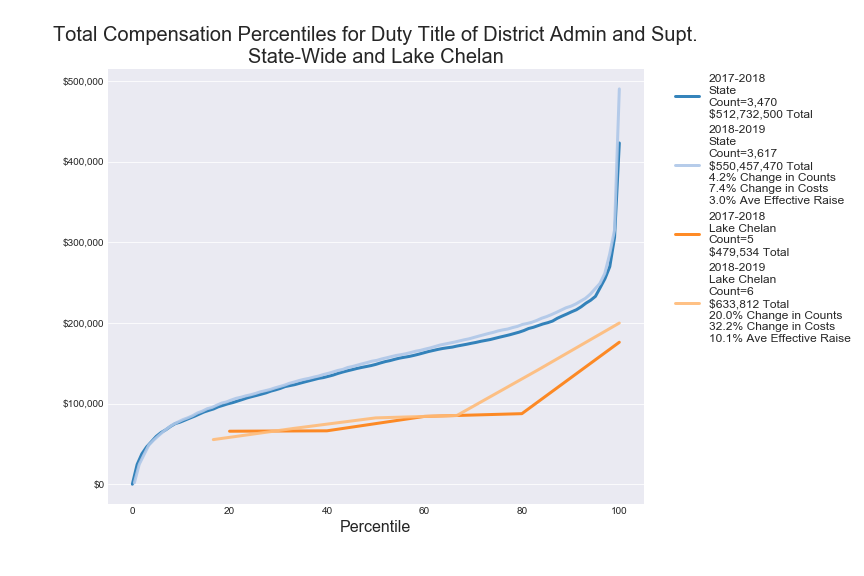 Total Compensation Percentiles for Duty Title of District Admin and Supt.
State-Wide and Lake Chelan
$500,000
$400,000
$300,000
$200,000
$100,000
$0
0
20
40
60
80
100
Percentile
2017-2018
State
Count=3,470
$512,732,500 Total
2018-2019
State
Count=3,617
$550,457,470 Total
4.2% Change in Counts
7.4% Change in Costs
3.0% Ave Effective Raise
2017-2018
Lake Chelan
Count=5
$479,534 Total
2018-2019
Lake Chelan
Count=6
$633,812 Total
20.0% Change in Counts
32.2% Change in Costs
10.1% Ave Effective Raise